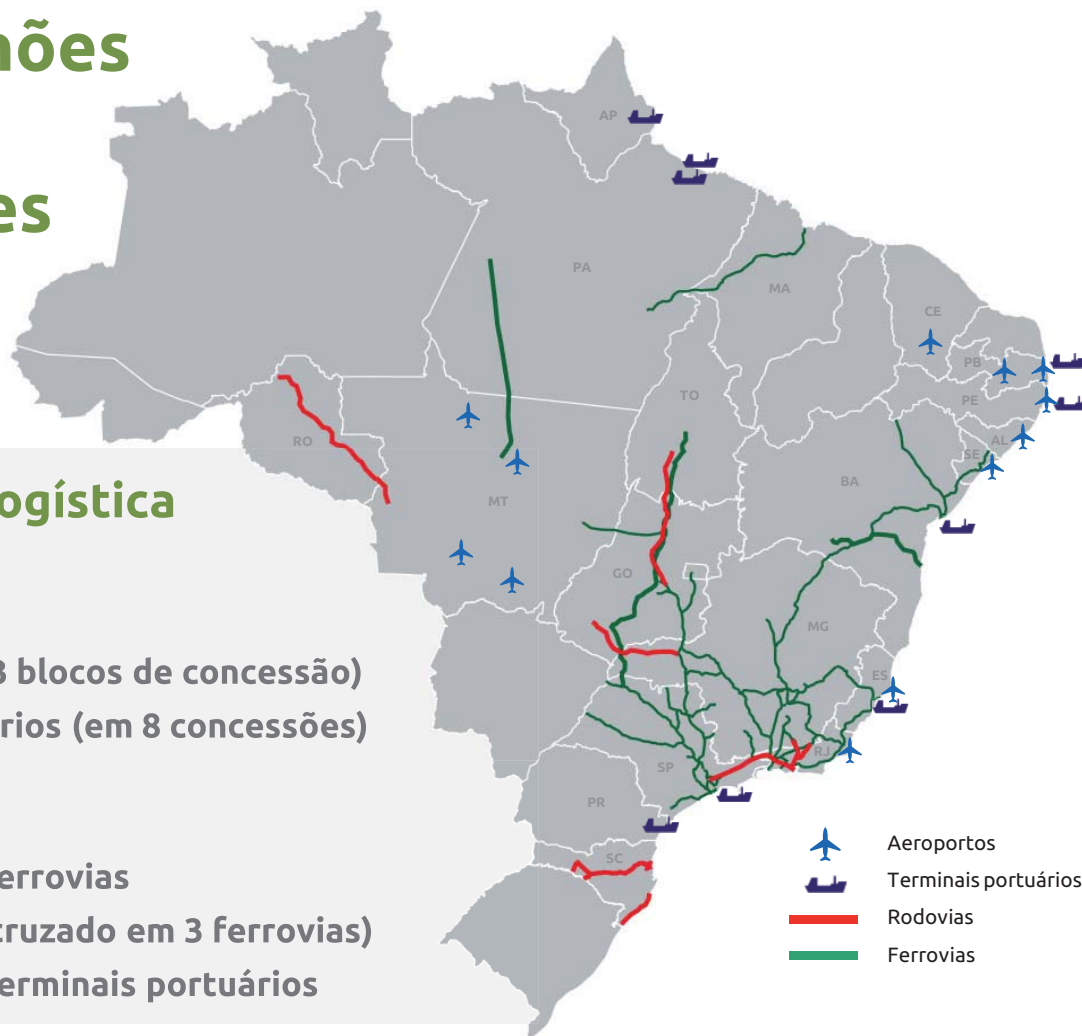 hões
es
ogística
3 blocos de concessão)
rios (em 8 concessões)
errovias
cruzado em 3 ferrovias)
erminais portuários
AP
PA
MA
CE
PB
PE
AL
SE
TO
BA
RO
MT
GO
MG
ES
RJ
SP
PR
SC
Aeroportos
Terminais portuários
Rodovias
Ferrovias